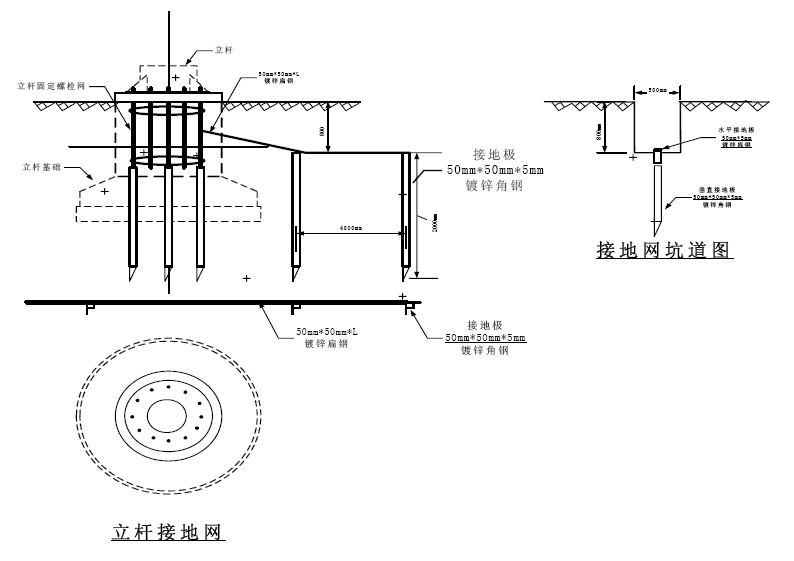 立杆
50mm*50mm*L
镀锌扁钢
立杆固定螺栓网
800
立杆基础
接地极
50mm*50mm*5mm
镀锌角钢
4000mm
2000mm
50mm*50mm*L
镀锌扁钢
接地极
50mm*50mm*5mm
镀锌角钢
立杆接地网
500mm
800mm
水平接地极
50mm*5mm
镀锌扁钢
垂直接地极
50mm*50mm*5mm
镀锌角钢
接地网坑道图